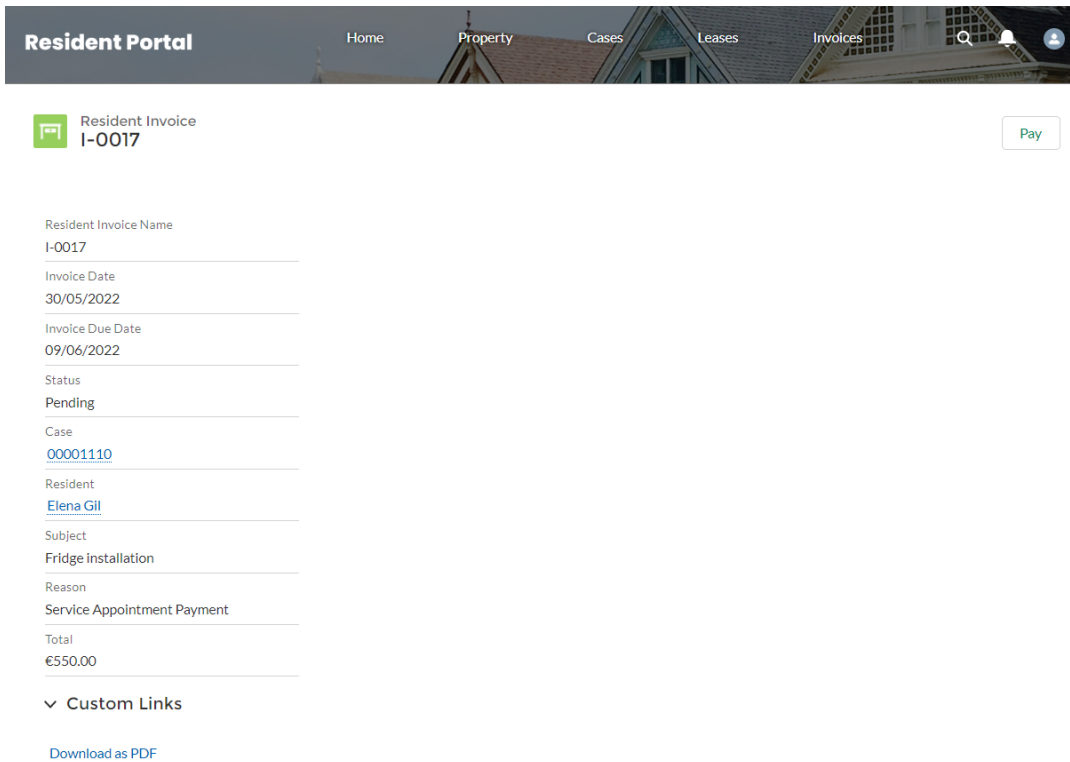 Resident Portal Home Property Cases Leases Invoices
Resident Invoice
I-0017
Pay
Resident Invoice Name
I-0017
Invoice Date
30/05/2022
Invoice Due Date
09/06/2022
Status
Pending
Case
00001110
Resident
Elena Gil
Subject
Fridge installation
Reason
Service Appointment Payment
Total
€550.00
Custom Links
Download as PDF